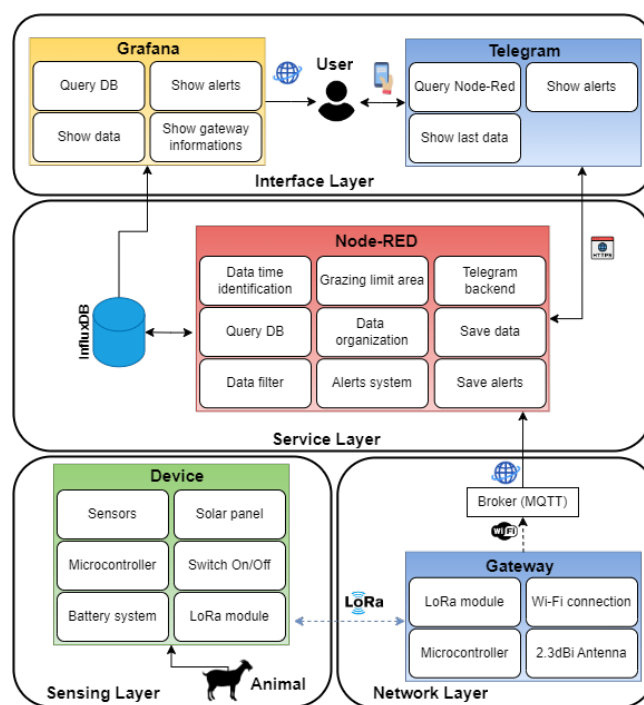 Grafana
Query DB
Show alerts
Show data
Show gateway
informations
User
Telegram
Query Node-Red
Show alerts
Show last data
Interface Layer
HTTPS
InfluxDB
Node-RED
Data time
identification
Grazing limit area
Telegram
backend
Query DB
Data
organization
Save data
Data filter
Alerts system
Save alerts
Service Layer
Device
Sensors
Solar panel
Microcontroller
Switch On/Off
Battery system
LoRa module
Animal
Sensing Layer
LoRa
Broker (MQTT)
WiFi
Gateway
LoRa module
Wi-Fi connection
Microcontroller
2.3dBi Antenna
Network Layer